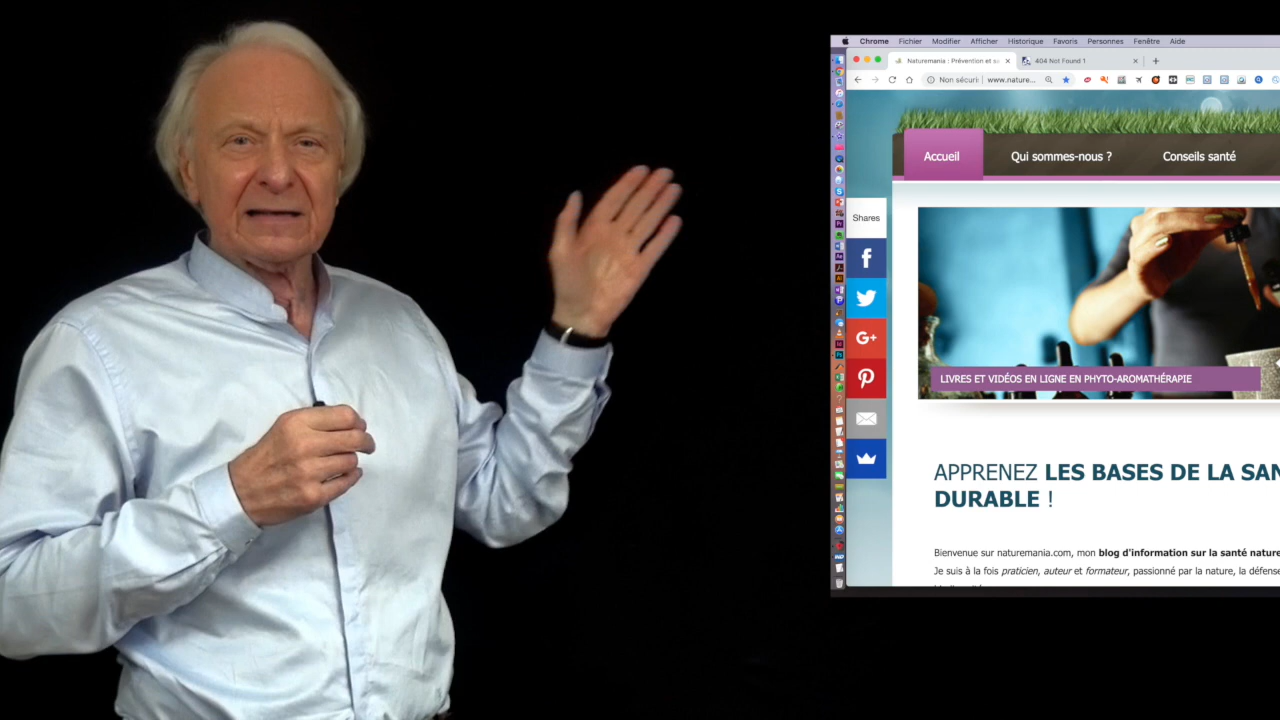 Chrome Fichier Modifier Afficher Historique Favoris Personnes Fenêtre Aide
Naturemania : Prévention et sa
404 Not Found 1
Non sécuri www.nature...
Accueil Qui sommes-nous ? Conseils santé
Shares
G+
LIVRES ET VIDÉOS EN LIGNE EN PHYTO-AROMATHÉRAPIE
APPRENEZ LES BASES DE LA SAN
DURABLE !
Bienvenue sur naturemania.com, mon blog d'information sur la santé nature
Je suis à la fois praticien, auteur et formateur, passionné par la nature, la défense